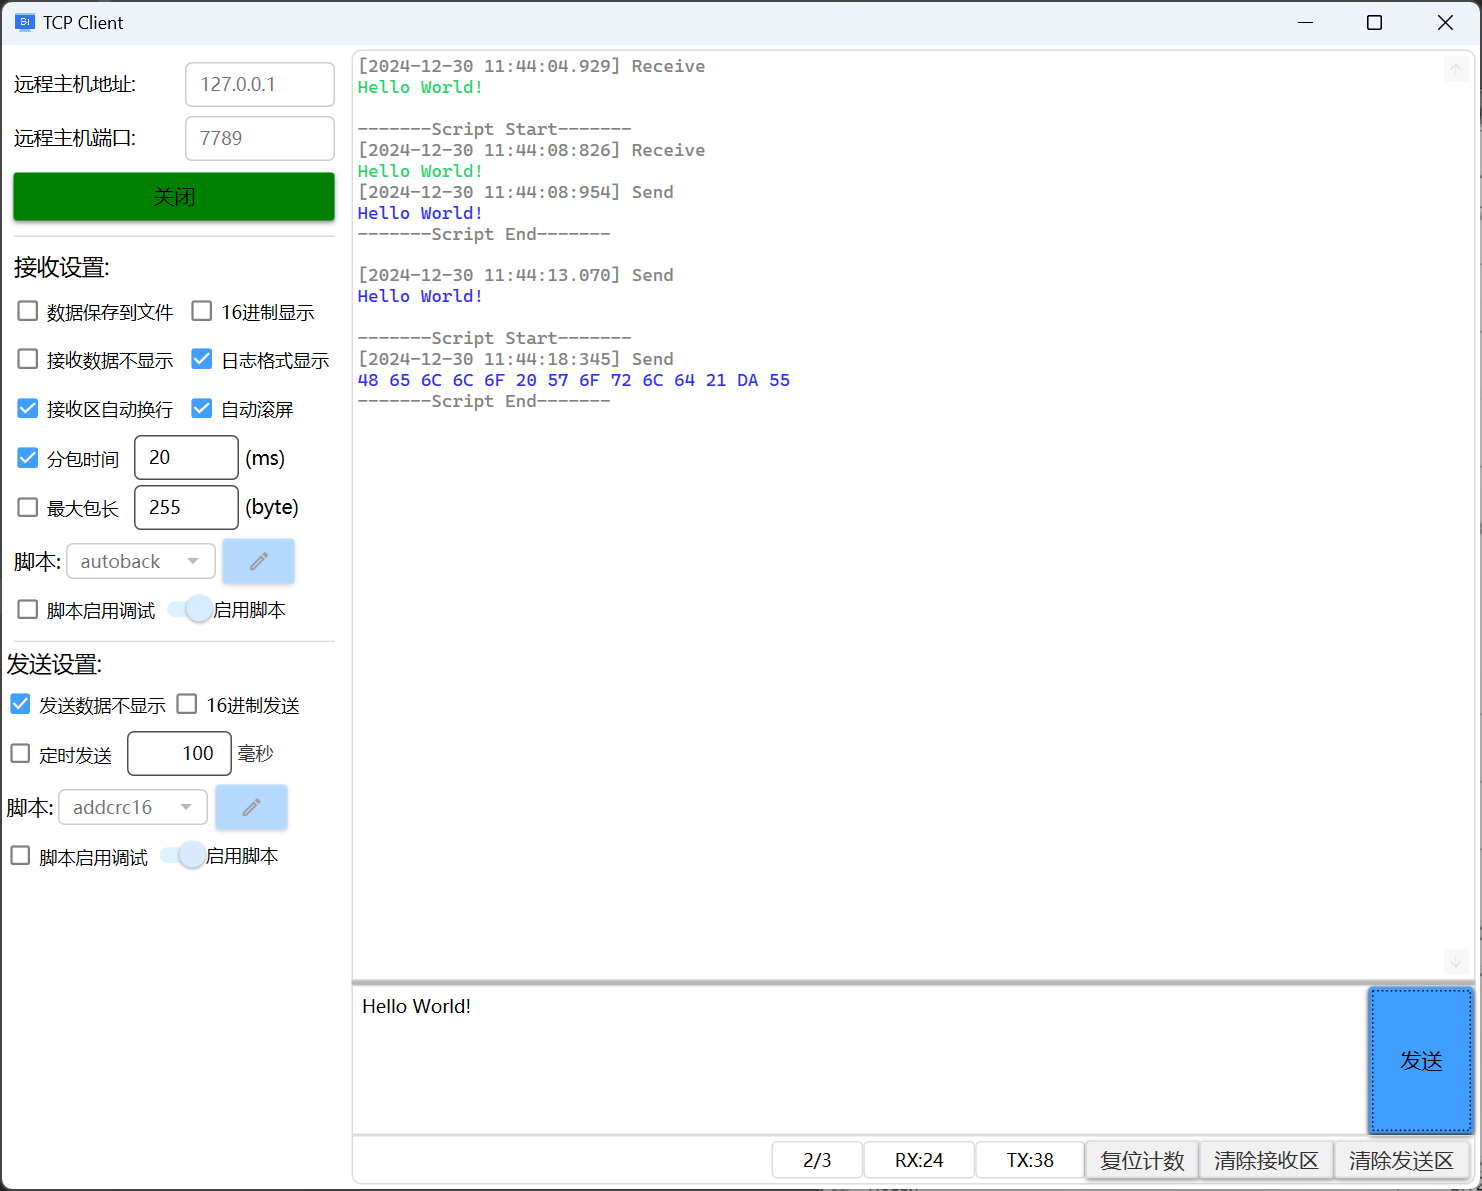 TCP Client
远程主机地址:
127.0.0.1
远程主机端口:
7789
关闭
接收设置:
数据保存到文件 16进制显示
接收数据不显示 日志格式显示
接收区自动换行 自动滚屏
分包时间 20 (ms)
最大包长 255 (byte)
脚本: autoback
脚本启用调试 启用脚本
发送设置:
发送数据不显示 16进制发送
定时发送 100 毫秒
脚本: addcrc16
脚本启用调试 启用脚本
[2024-12-30 11:44:04.929] Receive
Hello World!
-------Script Start-------
[2024-12-30 11:44:08:826] Receive
Hello World!
[2024-12-30 11:44:08:954] Send
Hello World!
-------Script End-------
[2024-12-30 11:44:13.070] Send
Hello World!
-------Script Start-------
[2024-12-30 11:44:18:345] Send
48 65 6C 6C 6F 20 57 6F 72 6C 64 21 DA 55
-------Script End-------
Hello World!
发送
2/3 RX:24 TX:38 复位计数 清除接收区 清除发送区